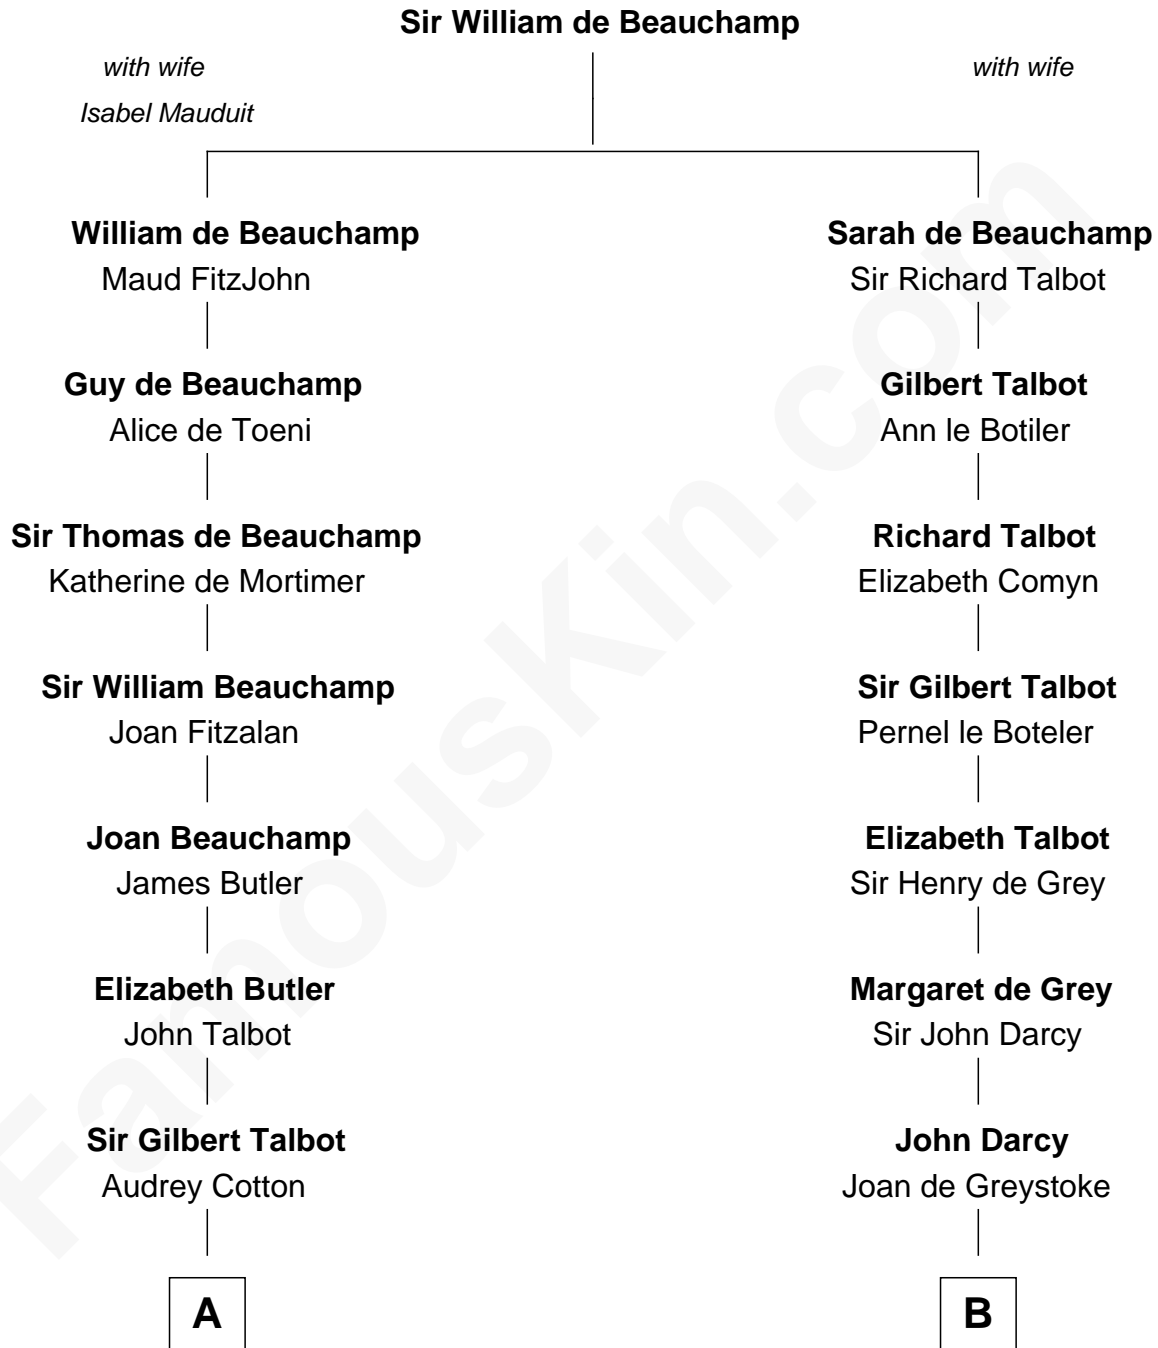 Sir William de Beauchamp
with wife
with wife
Isabel Mauduit
William de Beauchamp
Sarah de Beauchamp
Maud FitzJohn
Sir Richard Talbot
Guy de Beauchamp
Gilbert Talbot
Alice de Toeni
Ann le Botiler
Sir Thomas de Beauchamp
Richard Talbot
Katherine de Mortimer
Elizabeth Comyn
Sir William Beauchamp
Sir Gilbert Talbot
Joan Fitzalan
Pernel le Boteler
Joan Beauchamp
Elizabeth Talbot
James Butler
Sir Henry de Grey
Elizabeth Butler
Margaret de Grey
John Talbot
Sir John Darcy
Sir Gilbert Talbot
John Darcy
Audrey Cotton
Joan de Greystoke
A
B
FamousKin.com